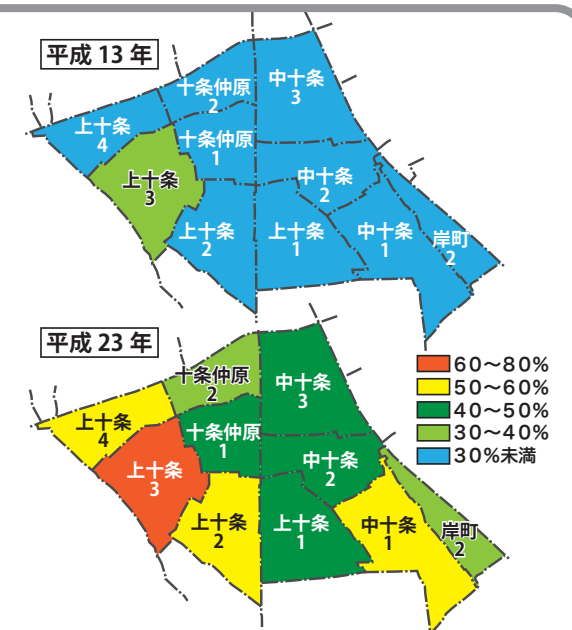 平成 13 年
十条仲原
2
中十条
3
上十条
4
十条仲原
1
上十条
3
中十条
2
上十条
2
上十条
1
中十条
1
岸町
2
平成 23 年
60～80%
50～60%
40～50%
30～40%
30%未満
十条仲原
2
中十条
3
上十条
4
十条仲原
1
上十条
3
中十条
2
上十条
2
上十条
1
中十条
1
岸町
2